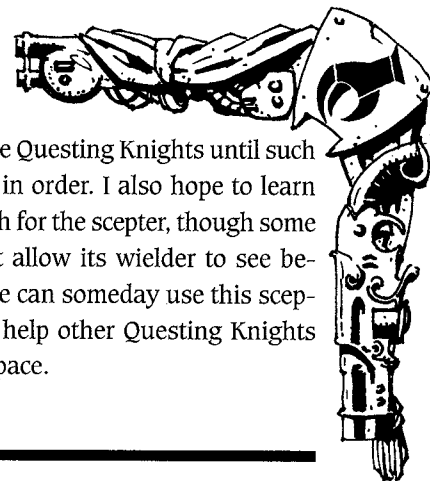 e Questing Knights until such
in order. I also hope to learn
h for the scepter, though some
t allow its wielder to see be-
e can someday use this scep-
help other Questing Knights
pace.